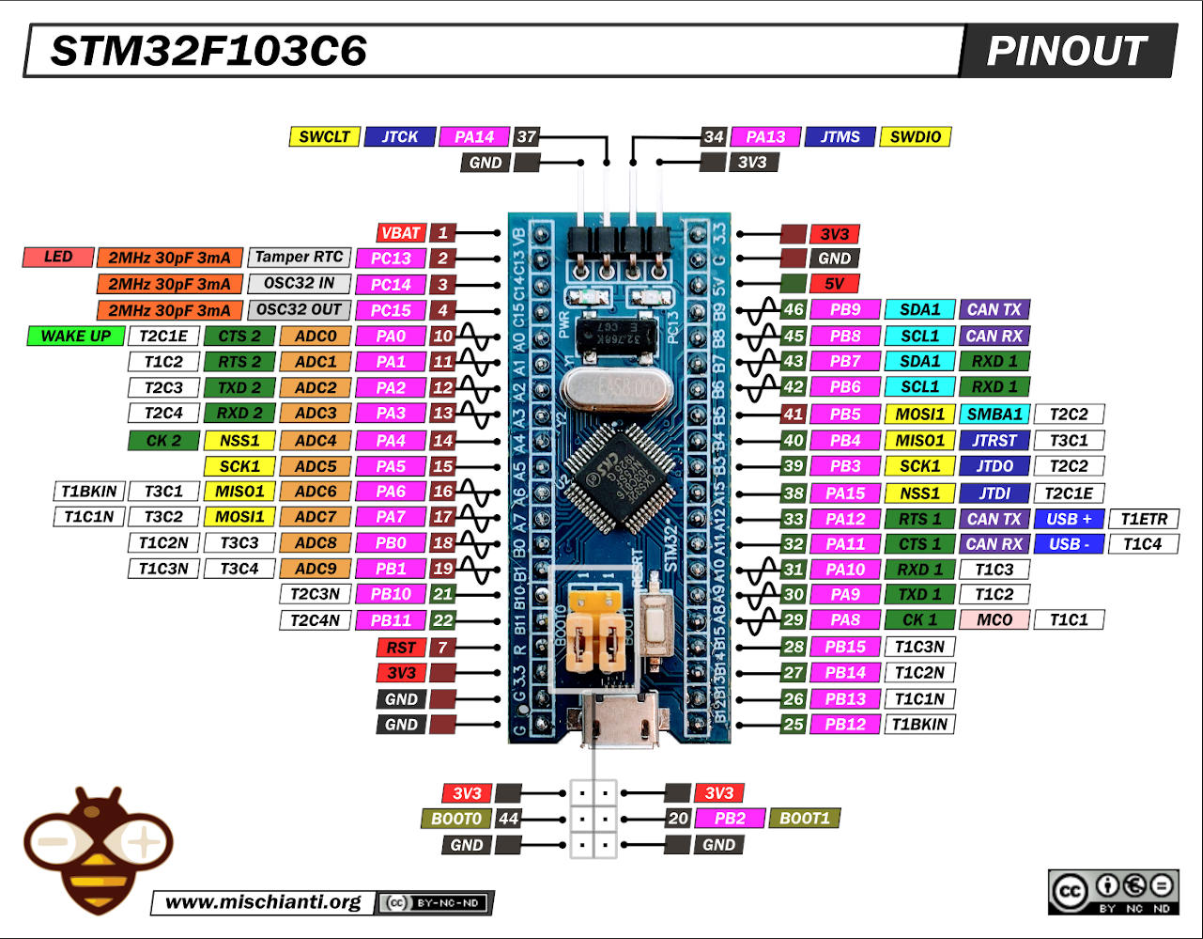 STM32F103C6 PINOUT
SWCLT JTCK PA14 37 34 PA13 JTMS SWDIO
GND 3V3
VBAT 1 VB 3.3 3V3
LED 2MHz 30pF 3mA Tamper RTC PC13 2 C13 G GND
2MHz 30pF 3mA OSC32 IN PC14 3 C14 5V 5V
2MHz 30pF 3mA OSC32 OUT PC15 4 C15 B9 46 PB9 SDA1 CAN TX
PWR PC13
WAKE UP T2C1E CTS 2 ADC0 PA0 10 A0 B8 45 PB8 SCL1 CAN RX
32.768K
Y1
T1C2 RTS 2 ADC1 PA1 11 A1 B7 43 PB7 SDA1 RXD 1
T2C3 TXD 2 ADC2 PA2 12 A2 B6 42 PB6 SCL1 RXD 1
T2C4 RXD 2 ADC3 PA3 13 A3 Y2 B5 41 PB5 MOSI1 SMBA1 T2C2
CK 2 NSS1 ADC4 PA4 14 A4 B4 40 PB4 MISO1 JTRST T3C1
SCK1 ADC5 PA5 15 A5 U2 B3 39 PB3 SCK1 JTDO T2C2
T1BKIN T3C1 MISO1 ADC6 PA6 16 A6 A15 38 PA15 NSS1 JTDI T2C1E
T1C1N T3C2 MOSI1 ADC7 PA7 17 A7 A12 33 PA12 RTS 1 CAN TX USB + T1ETR
T1C2N T3C3 ADC8 PB0 18 B0 STM32 A11 32 PA11 CTS 1 CAN RX USB - T1C4
T1C3N T3C4 ADC9 PB1 19 B1 A10 31 PA10 RXD 1 T1C3
T2C3N PB10 21 B10 A9 30 PA9 TXD 1 T1C2
T2C4N PB11 22 B11 BOOT0 A8 29 PA8 CK 1 MCO T1C1
RST 7 R B15 28 PB15 T1C3N
3V3 3.3 B14 27 PB14 T1C2N
GND G B13 26 PB13 T1C1N
GND G B12 25 PB12 T1BKIN
3V3 3V3
BOOT0 44 20 PB2 BOOT1
GND GND
www.mischianti.org cc BY-NC-ND
cc BY NC ND